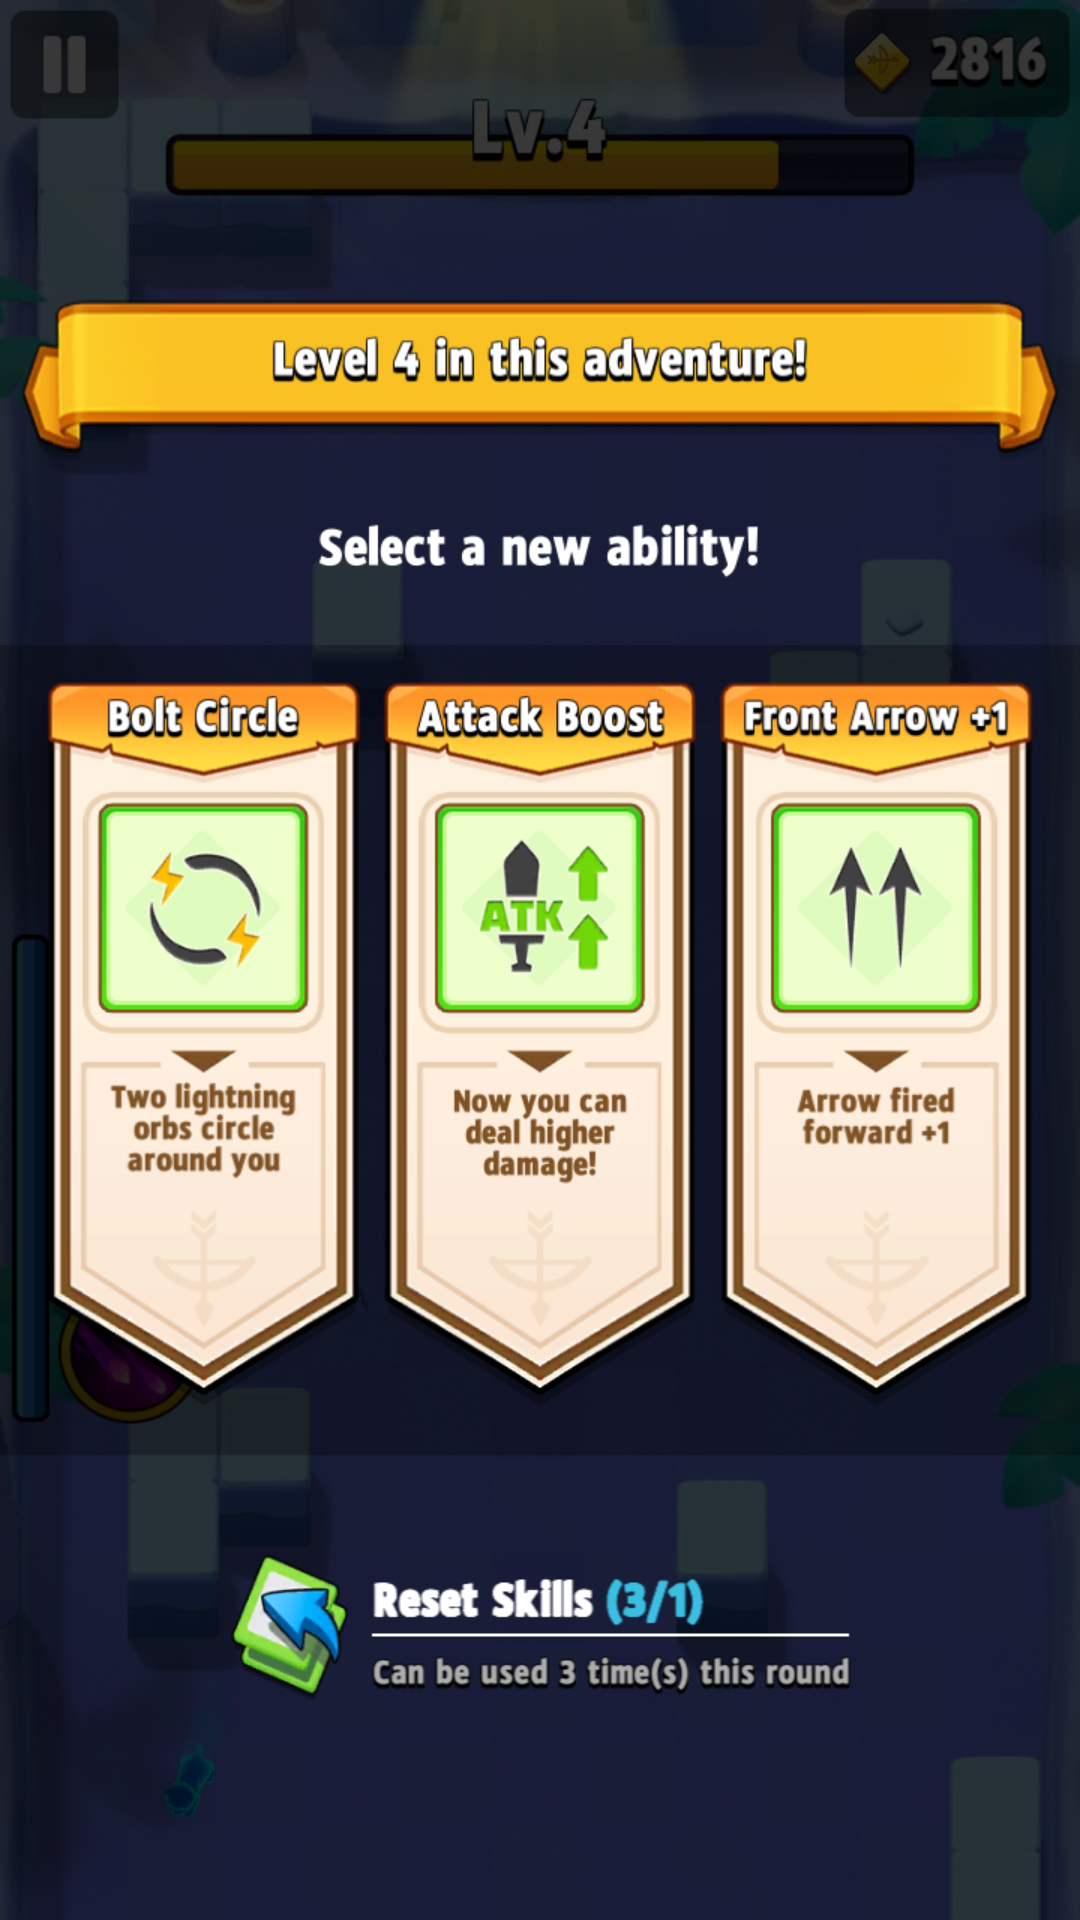 2816
Lv.4
Level 4 in this adventure!
Select a new ability!
Bolt Circle
Two lightning
orbs circle
around you
Attack Boost
ATK
Now you can
deal higher
damage!
Front Arrow +1
Arrow fired
forward +1
Reset Skills (3/1)
Can be used 3 time(s) this round